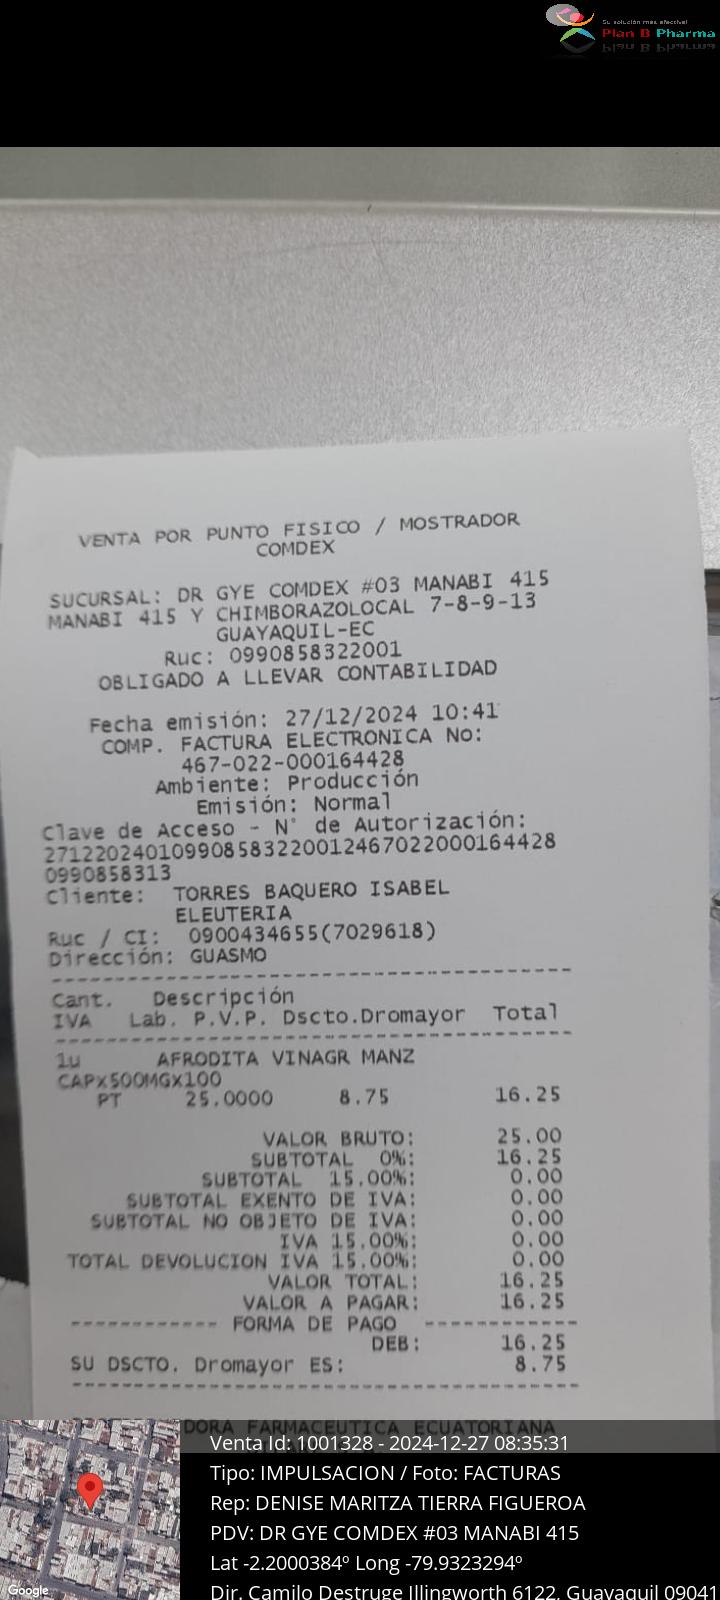 Su solución más efectiva!
Plan B Pharma
VENTA POR PUNTO FISICO / MOSTRADOR
COMDEX
SUCURSAL: DR GYE COMDEX #03 MANABI 415
MANABI 415 Y CHIMBORAZOLOCAL 7-8-9-13
GUAYAQUIL-EC
Ruc: 0990858322001
OBLIGADO A LLEVAR CONTABILIDAD
Fecha emisión: 27/12/2024 10:41
COMP. FACTURA ELECTRONICA No:
467-022-000164428
Ambiente: Producción
Emisión: Normal
Clave de Acceso - N° de Autorización:
271220240109908583220012467022000164428
0990858313
Cliente: TORRES BAQUERO ISABEL
ELEUTERIA
Ruc / CI: 0900434655(7029618)
Dirección: GUASMO
----------------------------------------
Cant. Descripción
IVA Lab. P.V.P. Dscto.Dromayor Total
----------------------------------------
1u AFRODITA VINAGR MANZ
CAPX500MGX100
PT 25.0000 8.75 16.25
VALOR BRUTO: 25.00
SUBTOTAL 0%: 16.25
SUBTOTAL 15.00%: 0.00
SUBTOTAL EXENTO DE IVA: 0.00
SUBTOTAL NO OBJETO DE IVA: 0.00
IVA 15.00%: 0.00
TOTAL DEVOLUCION IVA 15.00%: 0.00
VALOR TOTAL: 16.25
VALOR A PAGAR: 16.25
------------ FORMA DE PAGO ------------
DEB: 16.25
SU DSCTO. Dromayor ES: 8.75
----------------------------------------
DORA FARMACEUTICA ECUATORIANA
Venta Id: 1001328 - 2024-12-27 08:35:31
Tipo: IMPULSACION / Foto: FACTURAS
Rep: DENISE MARITZA TIERRA FIGUEROA
PDV: DR GYE COMDEX #03 MANABI 415
Lat -2.2000384º Long -79.9323294º
Dir. Camilo Destruge Illingworth 6122, Guayaquil 09041
Google